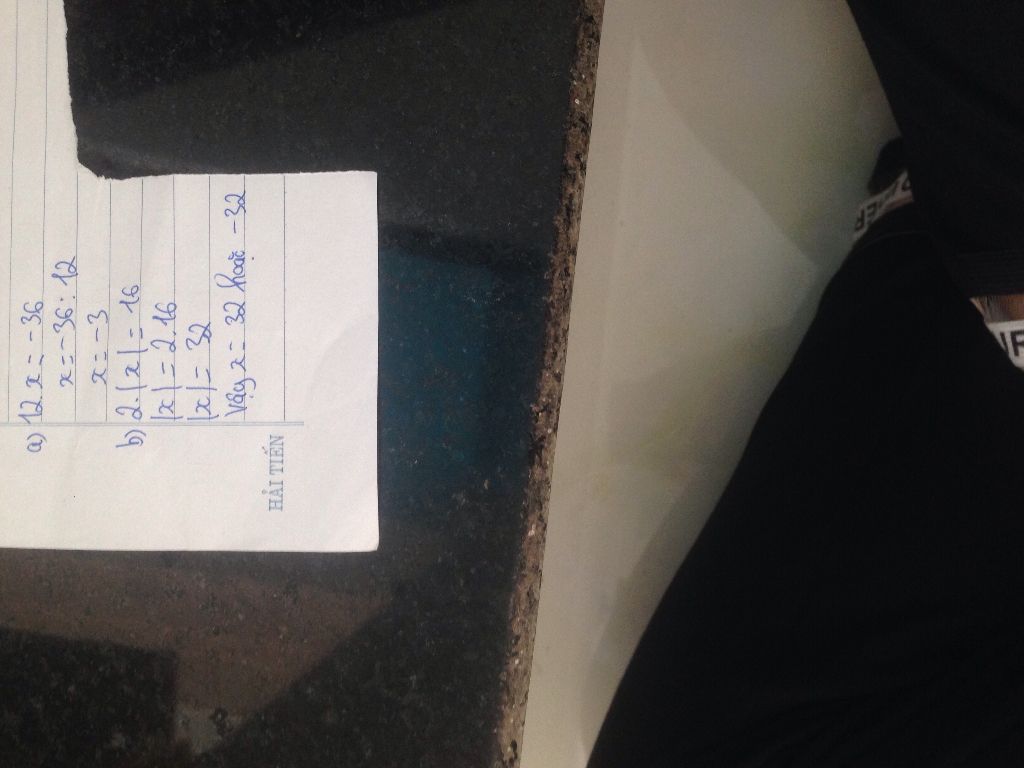 a) 12.x = -36
x = -36 : 12
x = -3
b) 2.|x| = 16
|x| = 2.16
|x| = 32
Vậy x = 32 hoặc -32
HẢI TIẾN